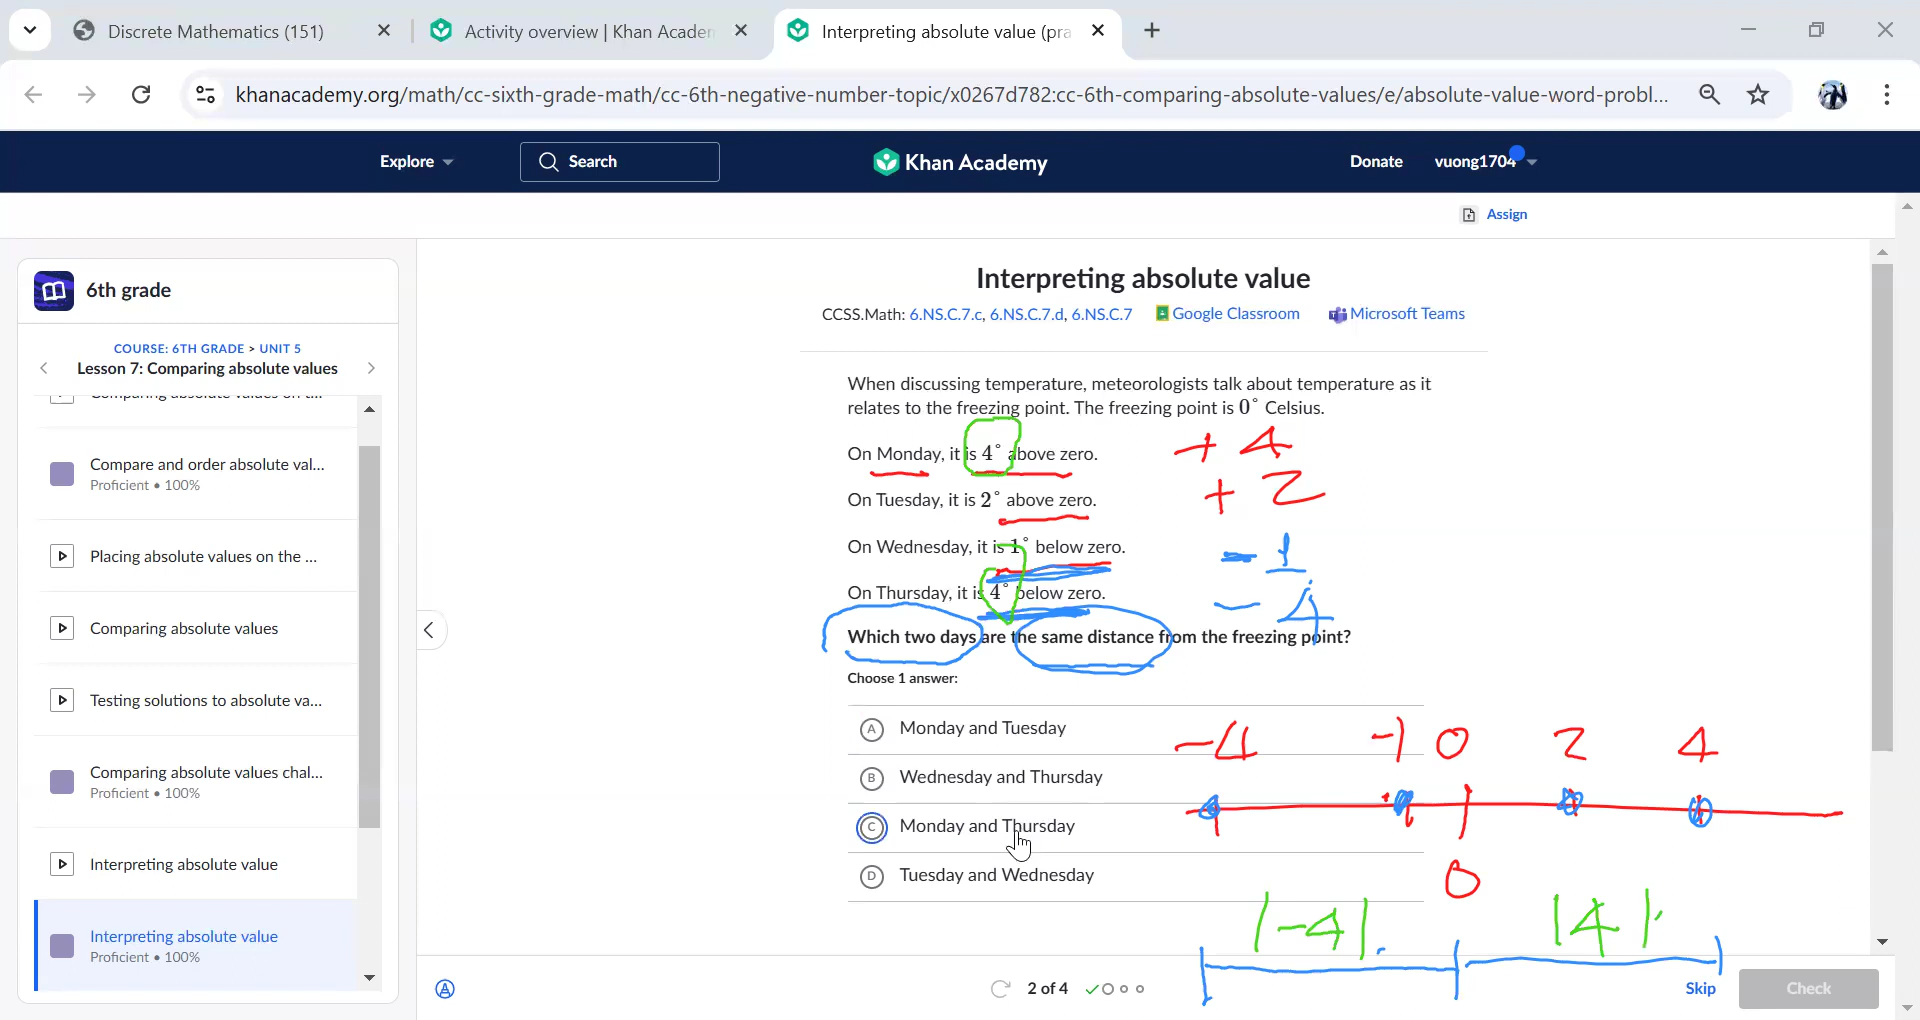 Discrete Mathematics (151)
Activity overview | Khan Acade
Interpreting absolute value (pra
khanacademy.org/math/cc-sixth-grade-math/cc-6th-negative-number-topic/x0267d782:cc-6th-comparing-absolute-values/e/absolute-value-word-probl...
Explore
Search
Khan Academy
Donate
vuong1704
Assign
6th grade
COURSE: 6TH GRADE > UNIT 5
Lesson 7: Comparing absolute values
Comparing absolute values on t...
Compare and order absolute val...
Proficient • 100%
Placing absolute values on the ...
Comparing absolute values
Testing solutions to absolute va...
Comparing absolute values chal...
Proficient • 100%
Interpreting absolute value
Interpreting absolute value
Proficient • 100%
Interpreting absolute value
CCSS.Math: 6.NS.C.7.c, 6.NS.C.7.d, 6.NS.C.7 Google Classroom Microsoft Teams
When discussing temperature, meteorologists talk about temperature as it
relates to the freezing point. The freezing point is 0° Celsius.
On Monday, it is 4° above zero. + 4
On Tuesday, it is 2° above zero. + 2
On Wednesday, it is 1° below zero. - 1
On Thursday, it is 4° below zero. - 4
Which two days are the same distance from the freezing point?
Choose 1 answer:
A Monday and Tuesday
B Wednesday and Thursday
C Monday and Thursday
D Tuesday and Wednesday
-4 -1 0 2 4
0
|-4| |4|
2 of 4
Skip
Check